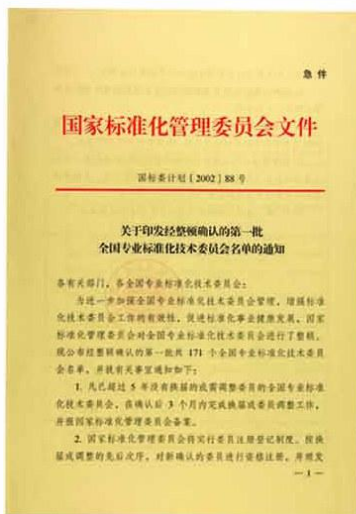 急件
国家标准化管理委员会文件
国标委计划〔2002〕88号
关于印发经整顿确认的第一批
全国专业标准化技术委员会名单的通知
各有关部门，各全国专业标准化技术委员会：
为进一步加强全国专业标准化技术委员会管理，增强标准
化技术委员会工作的有效性，促进标准化事业健康发展，国家
标准化管理委员会对全国专业标准化技术委员会进行了整顿。
现公布经整顿确认的第一批共171个全国专业标准化技术委员
会名单，并就有关事宜通知如下：
1. 凡已超过5年没有换届的或需调整委员的全国专业标准
化技术委员会，在确认后3个月内完成换届或委员调整工作，
并报国家标准化管理委员会备案。
2. 国家标准化管理委员会将实行委员注册登记制度。按换
届或调整的先后次序，对新确认的委员进行资格注册，并颁发
—1—